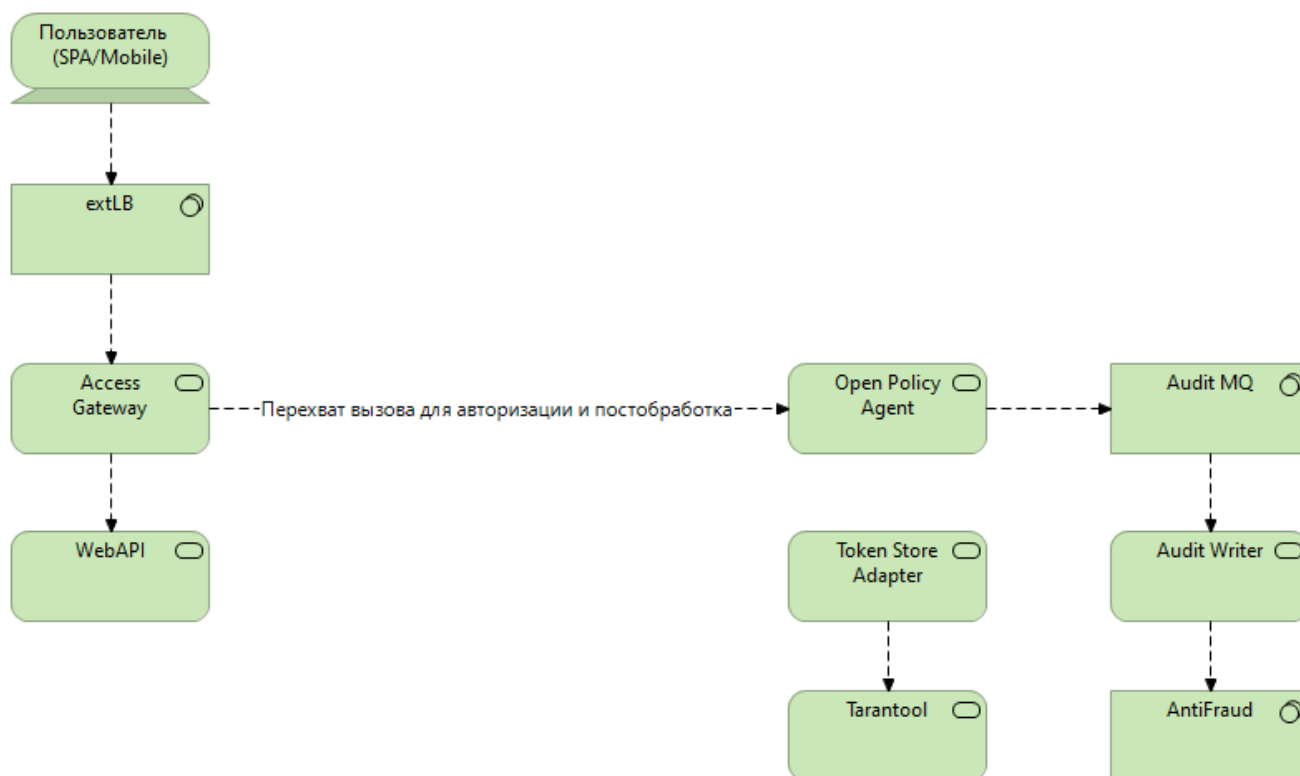 Пользователь
(SPA/Mobile)
extLB
Access
Gateway
Перехват вызова для авторизации и постобработка
Open Policy
Agent
Audit MQ
WebAPI
Token Store
Adapter
Audit Writer
Tarantool
AntiFraud